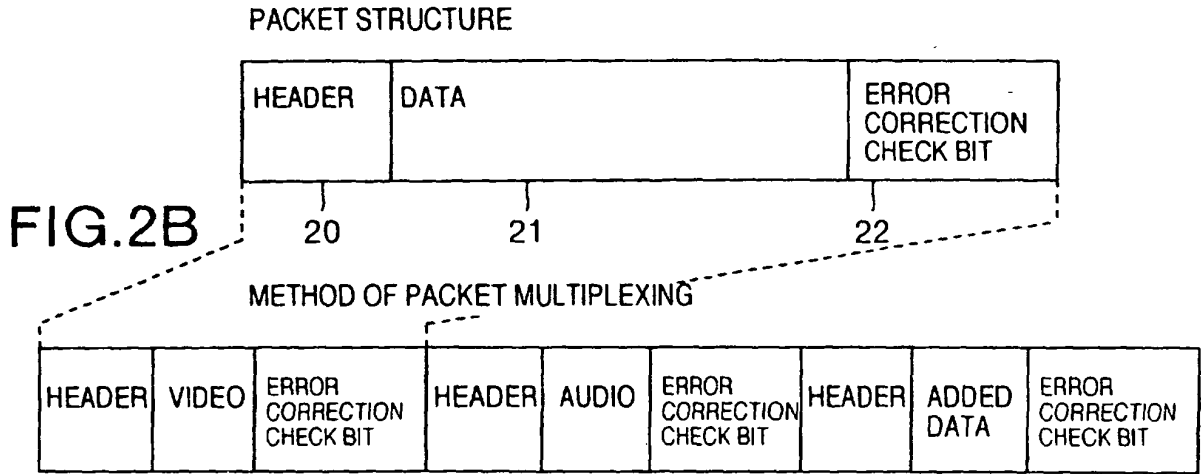 PACKET STRUCTURE
HEADER
DATA
ERROR
CORRECTION
CHECK BIT
FIG.2B
20
21
22
METHOD OF PACKET MULTIPLEXING
HEADER
VIDEO
ERROR
CORRECTION
CHECK BIT
HEADER
AUDIO
ERROR
CORRECTION
CHECK BIT
HEADER
ADDED
DATA
ERROR
CORRECTION
CHECK BIT